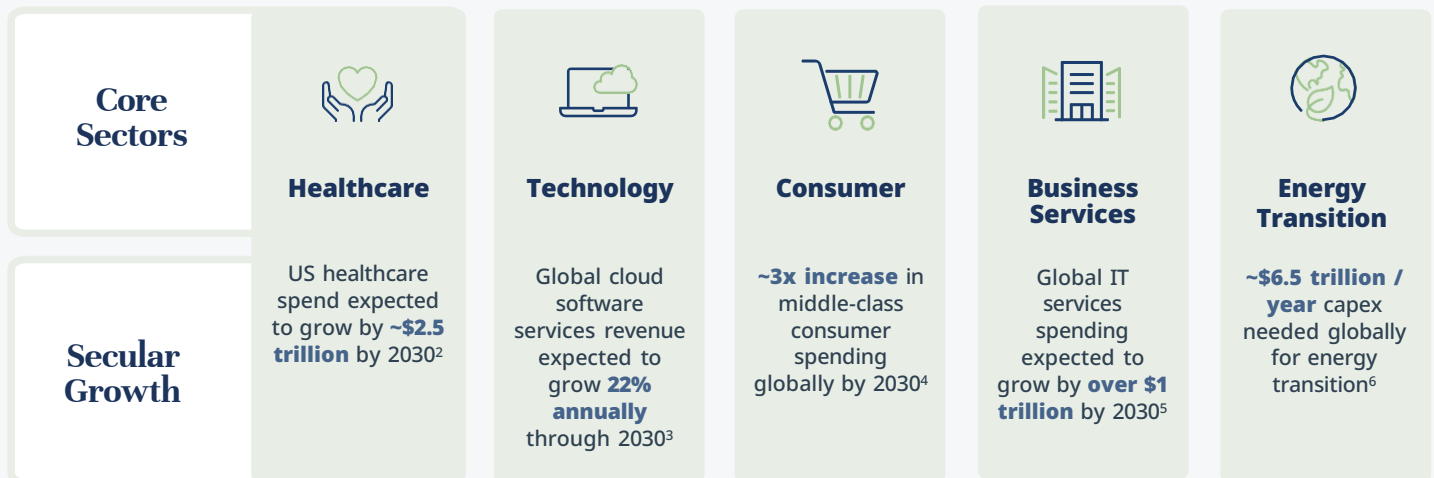 Core
Sectors
Healthcare
Technology
Consumer
Business
Services
Energy
Transition
Secular
Growth
US healthcare
spend expected
to grow by ~$2.5
trillion by 2030²
Global cloud
software
services revenue
expected to
grow 22%
annually
through 2030³
~3x increase in
middle-class
consumer
spending
globally by 2030⁴
Global IT
services
spending
expected to
grow by over $1
trillion by 2030⁵
~$6.5 trillion /
year capex
needed globally
for energy
transition⁶